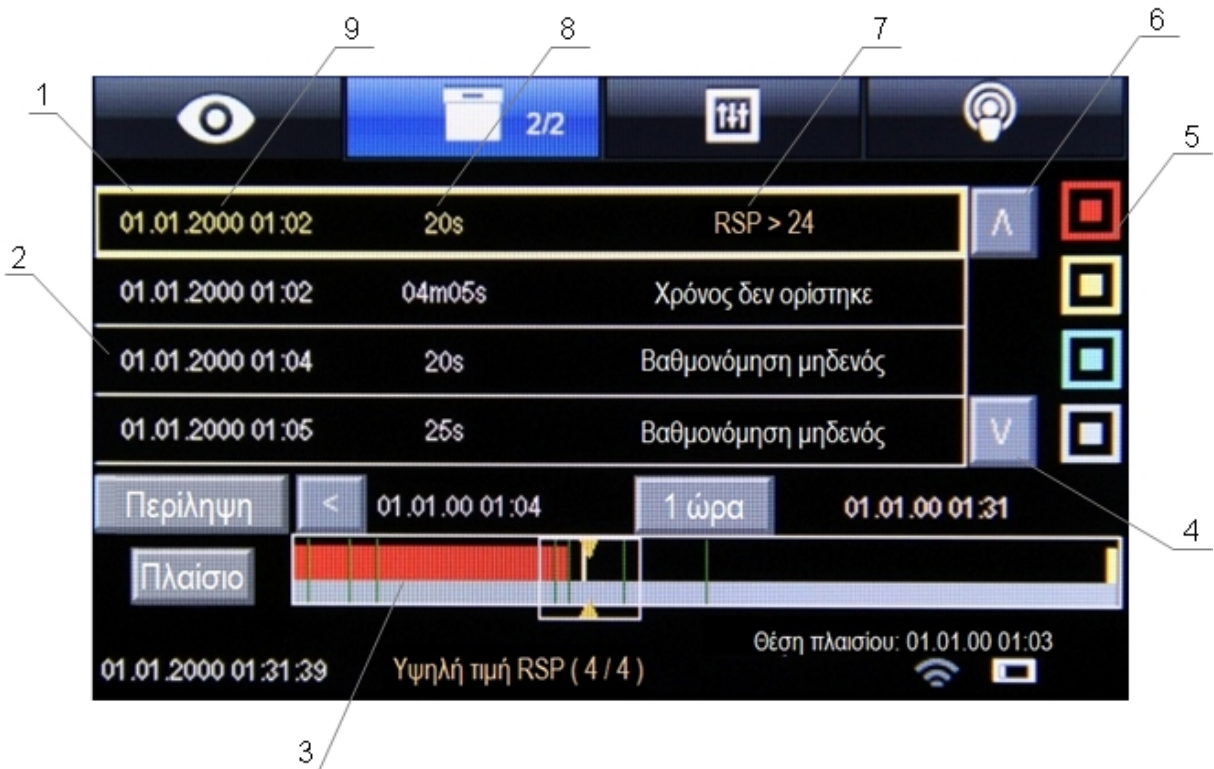 9 8 7 6
1
2/2
5
01.01.2000 01:02 20s RSP > 24
Λ
2
01.01.2000 01:02 04m05s Χρόνος δεν ορίστηκε
01.01.2000 01:04 20s Βαθμονόμηση μηδενός
01.01.2000 01:05 25s Βαθμονόμηση μηδενός
V
Περίληψη < 01.01.00 01:04 1 ώρα 01.01.00 01:31
4
Πλαίσιο
Θέση πλαισίου: 01.01.00 01:03
01.01.2000 01:31:39 Υψηλή τιμή RSP ( 4 / 4 )
3